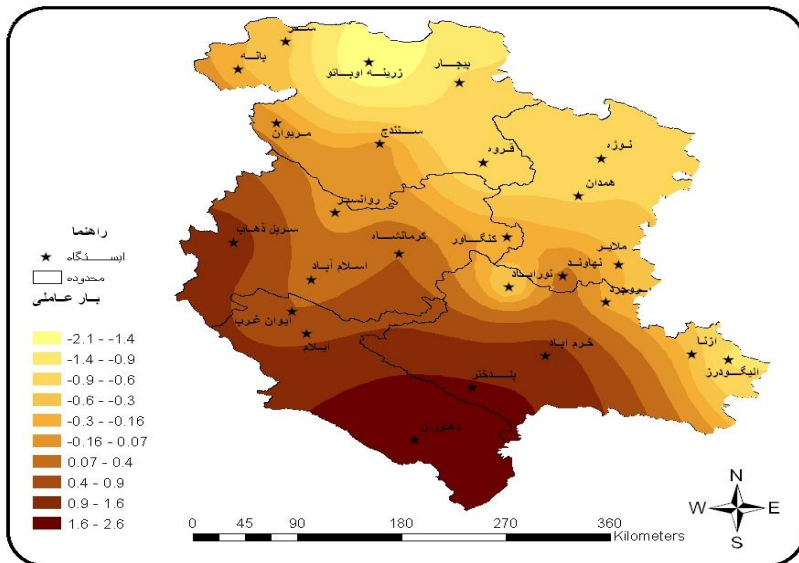 سقز
بانه
زرینه اوباتو
بیجار
مریوان
سنندج
قروه
نوژه
همدان
روانسر
سرپل ذهاب
کرمانشاه
کنگاور
اسلام آباد
نوراباد
نهاوند
ملایر
بروجرد
ایوان غرب
ایلام
خرم اباد
ازنا
الیگودرز
پلدختر
دهلوران
راهنما
ایستگاه
محدوده
بار عاملی
-2.1 - -1.4
-1.4 - -0.9
-0.9 - -0.6
-0.6 - -0.3
-0.3 - -0.16
-0.16 - 0.07
0.07 - 0.4
0.4 - 0.9
0.9 - 1.6
1.6 - 2.6
0 45 90 180 270 360
Kilometers
N
W E
S